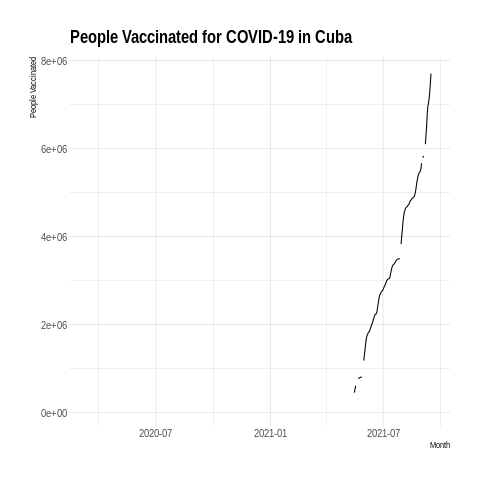 People Vaccinated for COVID-19 in Cuba
People Vaccinated
8e+06
6e+06
4e+06
2e+06
0e+00
2020-07 2021-01 2021-07
Month